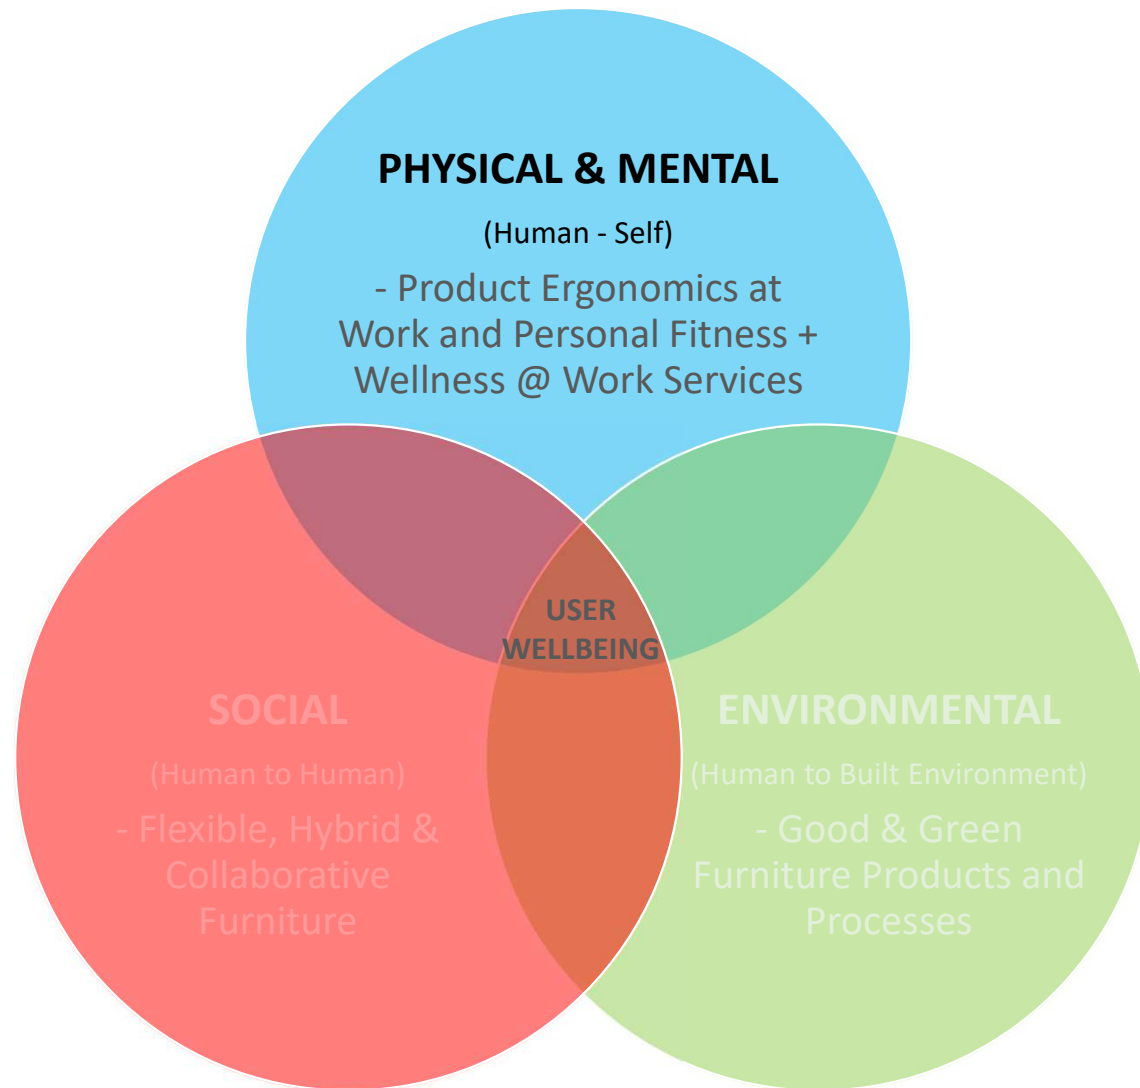 PHYSICAL & MENTAL
(Human - Self)
- Product Ergonomics at
Work and Personal Fitness +
Wellness @ Work Services
USER
WELLBEING
SOCIAL
(Human to Human)
- Flexible, Hybrid &
Collaborative
Furniture
ENVIRONMENTAL
(Human to Built Environment)
- Good & Green
Furniture Products and
Processes